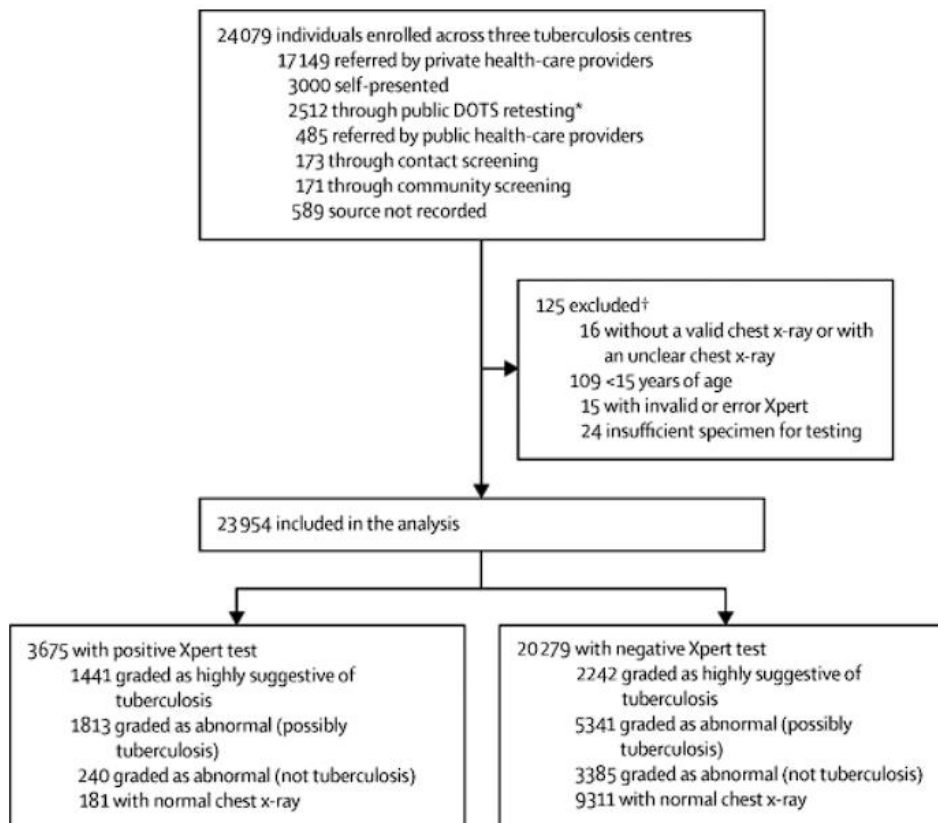 24079 individuals enrolled across three tuberculosis centres
17149 referred by private health-care providers
3000 self-presented
2512 through public DOTS retesting*
485 referred by public health-care providers
173 through contact screening
171 through community screening
589 source not recorded
125 excluded†
16 without a valid chest x-ray or with
an unclear chest x-ray
109 <15 years of age
15 with invalid or error Xpert
24 insufficient specimen for testing
23954 included in the analysis
3675 with positive Xpert test
1441 graded as highly suggestive of
tuberculosis
1813 graded as abnormal (possibly
tuberculosis)
240 graded as abnormal (not tuberculosis)
181 with normal chest x-ray
20279 with negative Xpert test
2242 graded as highly suggestive of
tuberculosis
5341 graded as abnormal (possibly
tuberculosis)
3385 graded as abnormal (not tuberculosis)
9311 with normal chest x-ray